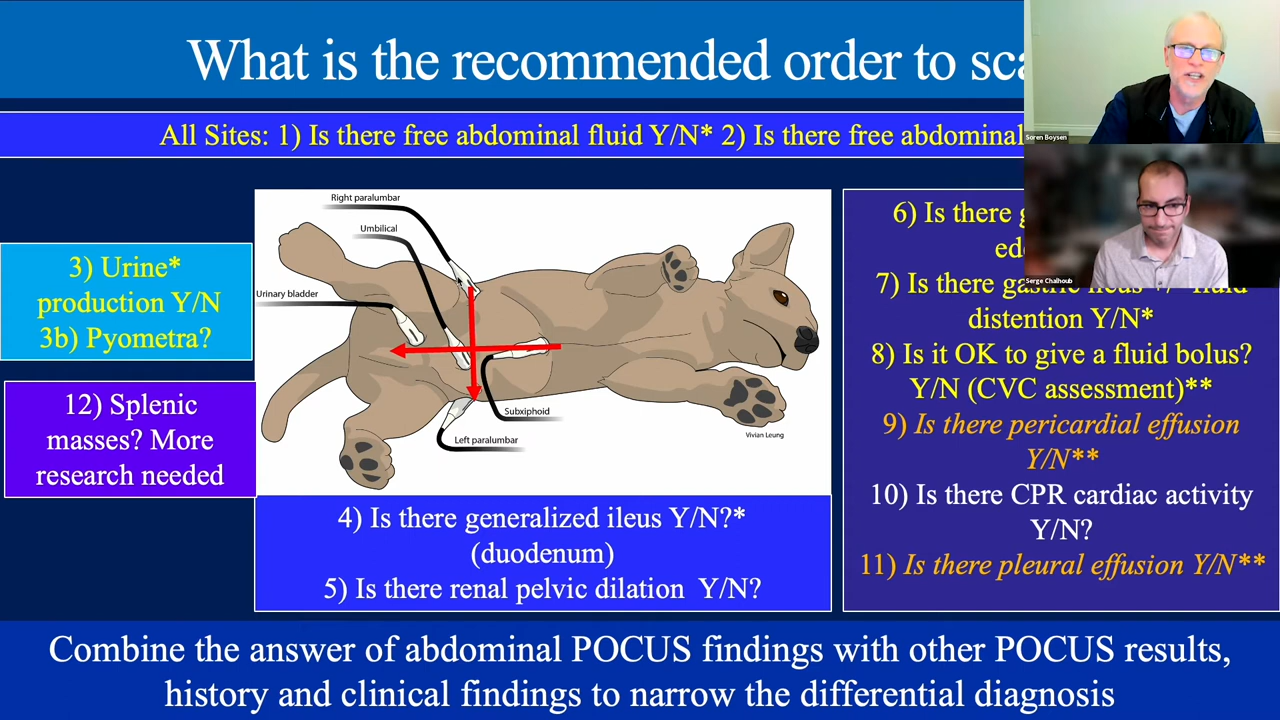 What is the recommended order to sca
All Sites: 1) Is there free abdominal fluid Y/N* 2) Is there free abdominal
Soren Boysen
Serge Chalhoub
3) Urine*
production Y/N
3b) Pyometra?
12) Splenic
masses? More
research needed
Right paralumbar
Umbilical
Urinary bladder
Subxiphoid
Left paralumbar
Vivian Leung
4) Is there generalized ileus Y/N?*
(duodenum)
5) Is there renal pelvic dilation Y/N?
6) Is there
7) Is there gastric ileus
distention Y/N*
8) Is it OK to give a fluid bolus?
Y/N (CVC assessment)**
9) Is there pericardial effusion
Y/N**
10) Is there CPR cardiac activity
Y/N?
11) Is there pleural effusion Y/N**
Combine the answer of abdominal POCUS findings with other POCUS results,
history and clinical findings to narrow the differential diagnosis